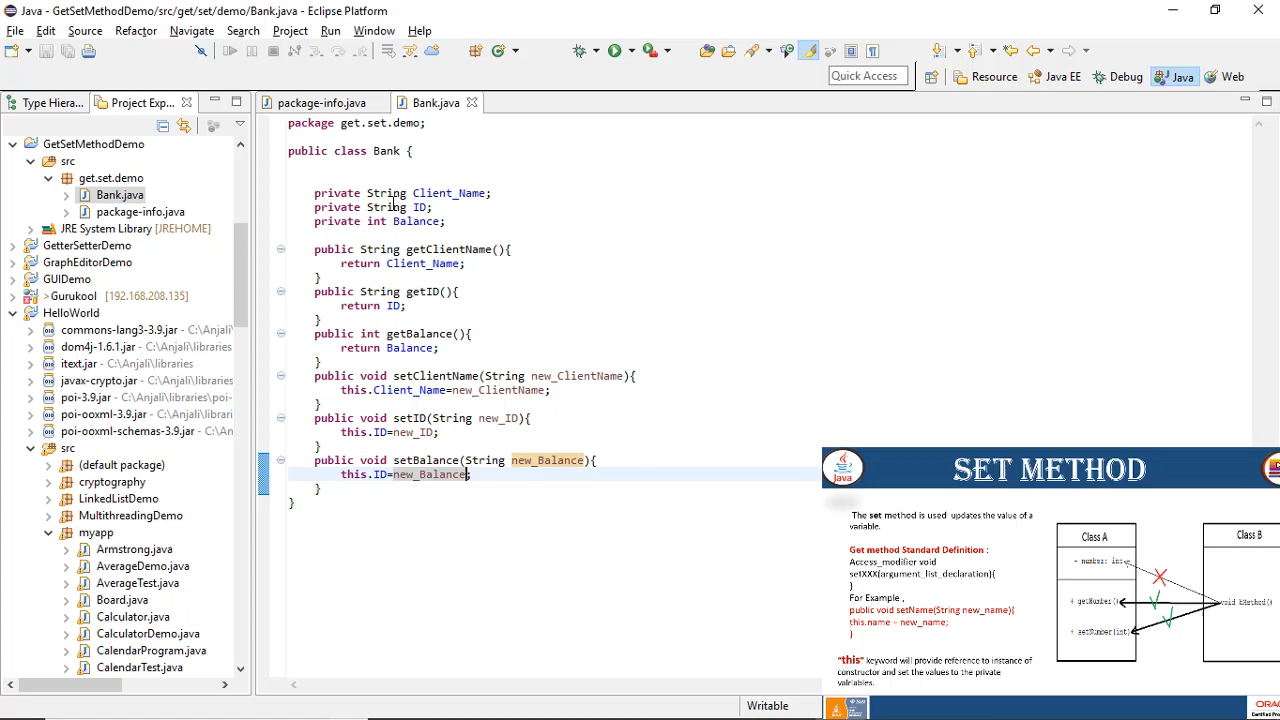 Java - GetSetMethodDemo/src/get/set/demo/Bank.java - Eclipse Platform
File Edit Source Refactor Navigate Search Project Run Window Help
Quick Access Resource Java EE Debug Java Web
Type Hiera... Project Exp... package-info.java Bank.java
GetSetMethodDemo
src
get.set.demo
Bank.java
package-info.java
JRE System Library [JREHOME]
GetterSetterDemo
GraphEditorDemo
GUIDemo
>Gurukool [192.168.208.135]
HelloWorld
commons-lang3-3.9.jar - C:\Anjali\
dom4j-1.6.1.jar - C:\Anjali\libraries
itext.jar - C:\Anjali\libraries
javax-crypto.jar - C:\Anjali\libraries
poi-3.9.jar - C:\Anjali\libraries\poi-
poi-ooxml-3.9.jar - C:\Anjali\librari
poi-ooxml-schemas-3.9.jar - C:\Anj
src
(default package)
cryptography
LinkedListDemo
MultithreadingDemo
myapp
Armstrong.java
AverageDemo.java
AverageTest.java
Board.java
Calculator.java
CalculatorDemo.java
CalendarProgram.java
CalendarTest.java
package get.set.demo;
public class Bank {
private String Client_Name;
private String ID;
private int Balance;
public String getClientName(){
return Client_Name;
}
public String getID(){
return ID;
}
public int getBalance(){
return Balance;
}
public void setClientName(String new_ClientName){
this.Client_Name=new_ClientName;
}
public void setID(String new_ID){
this.ID=new_ID;
}
public void setBalance(String new_Balance){
this.ID=new_Balance;
}
}
Writable
Java
SET METHOD
The set method is used updates the value of a
variable.
Get method Standard Definition :
Access_modifier void
setXXX(argument_list_declaration){
}
For Example ,
public void setName(String new_name){
this.name = new_name;
}
"this" keyword will provide reference to instance of
constructor and set the values to the private
valriables.
Class A
- number: int
+ getNumber()
+ setNumber(int)
Class B
void bMethod()